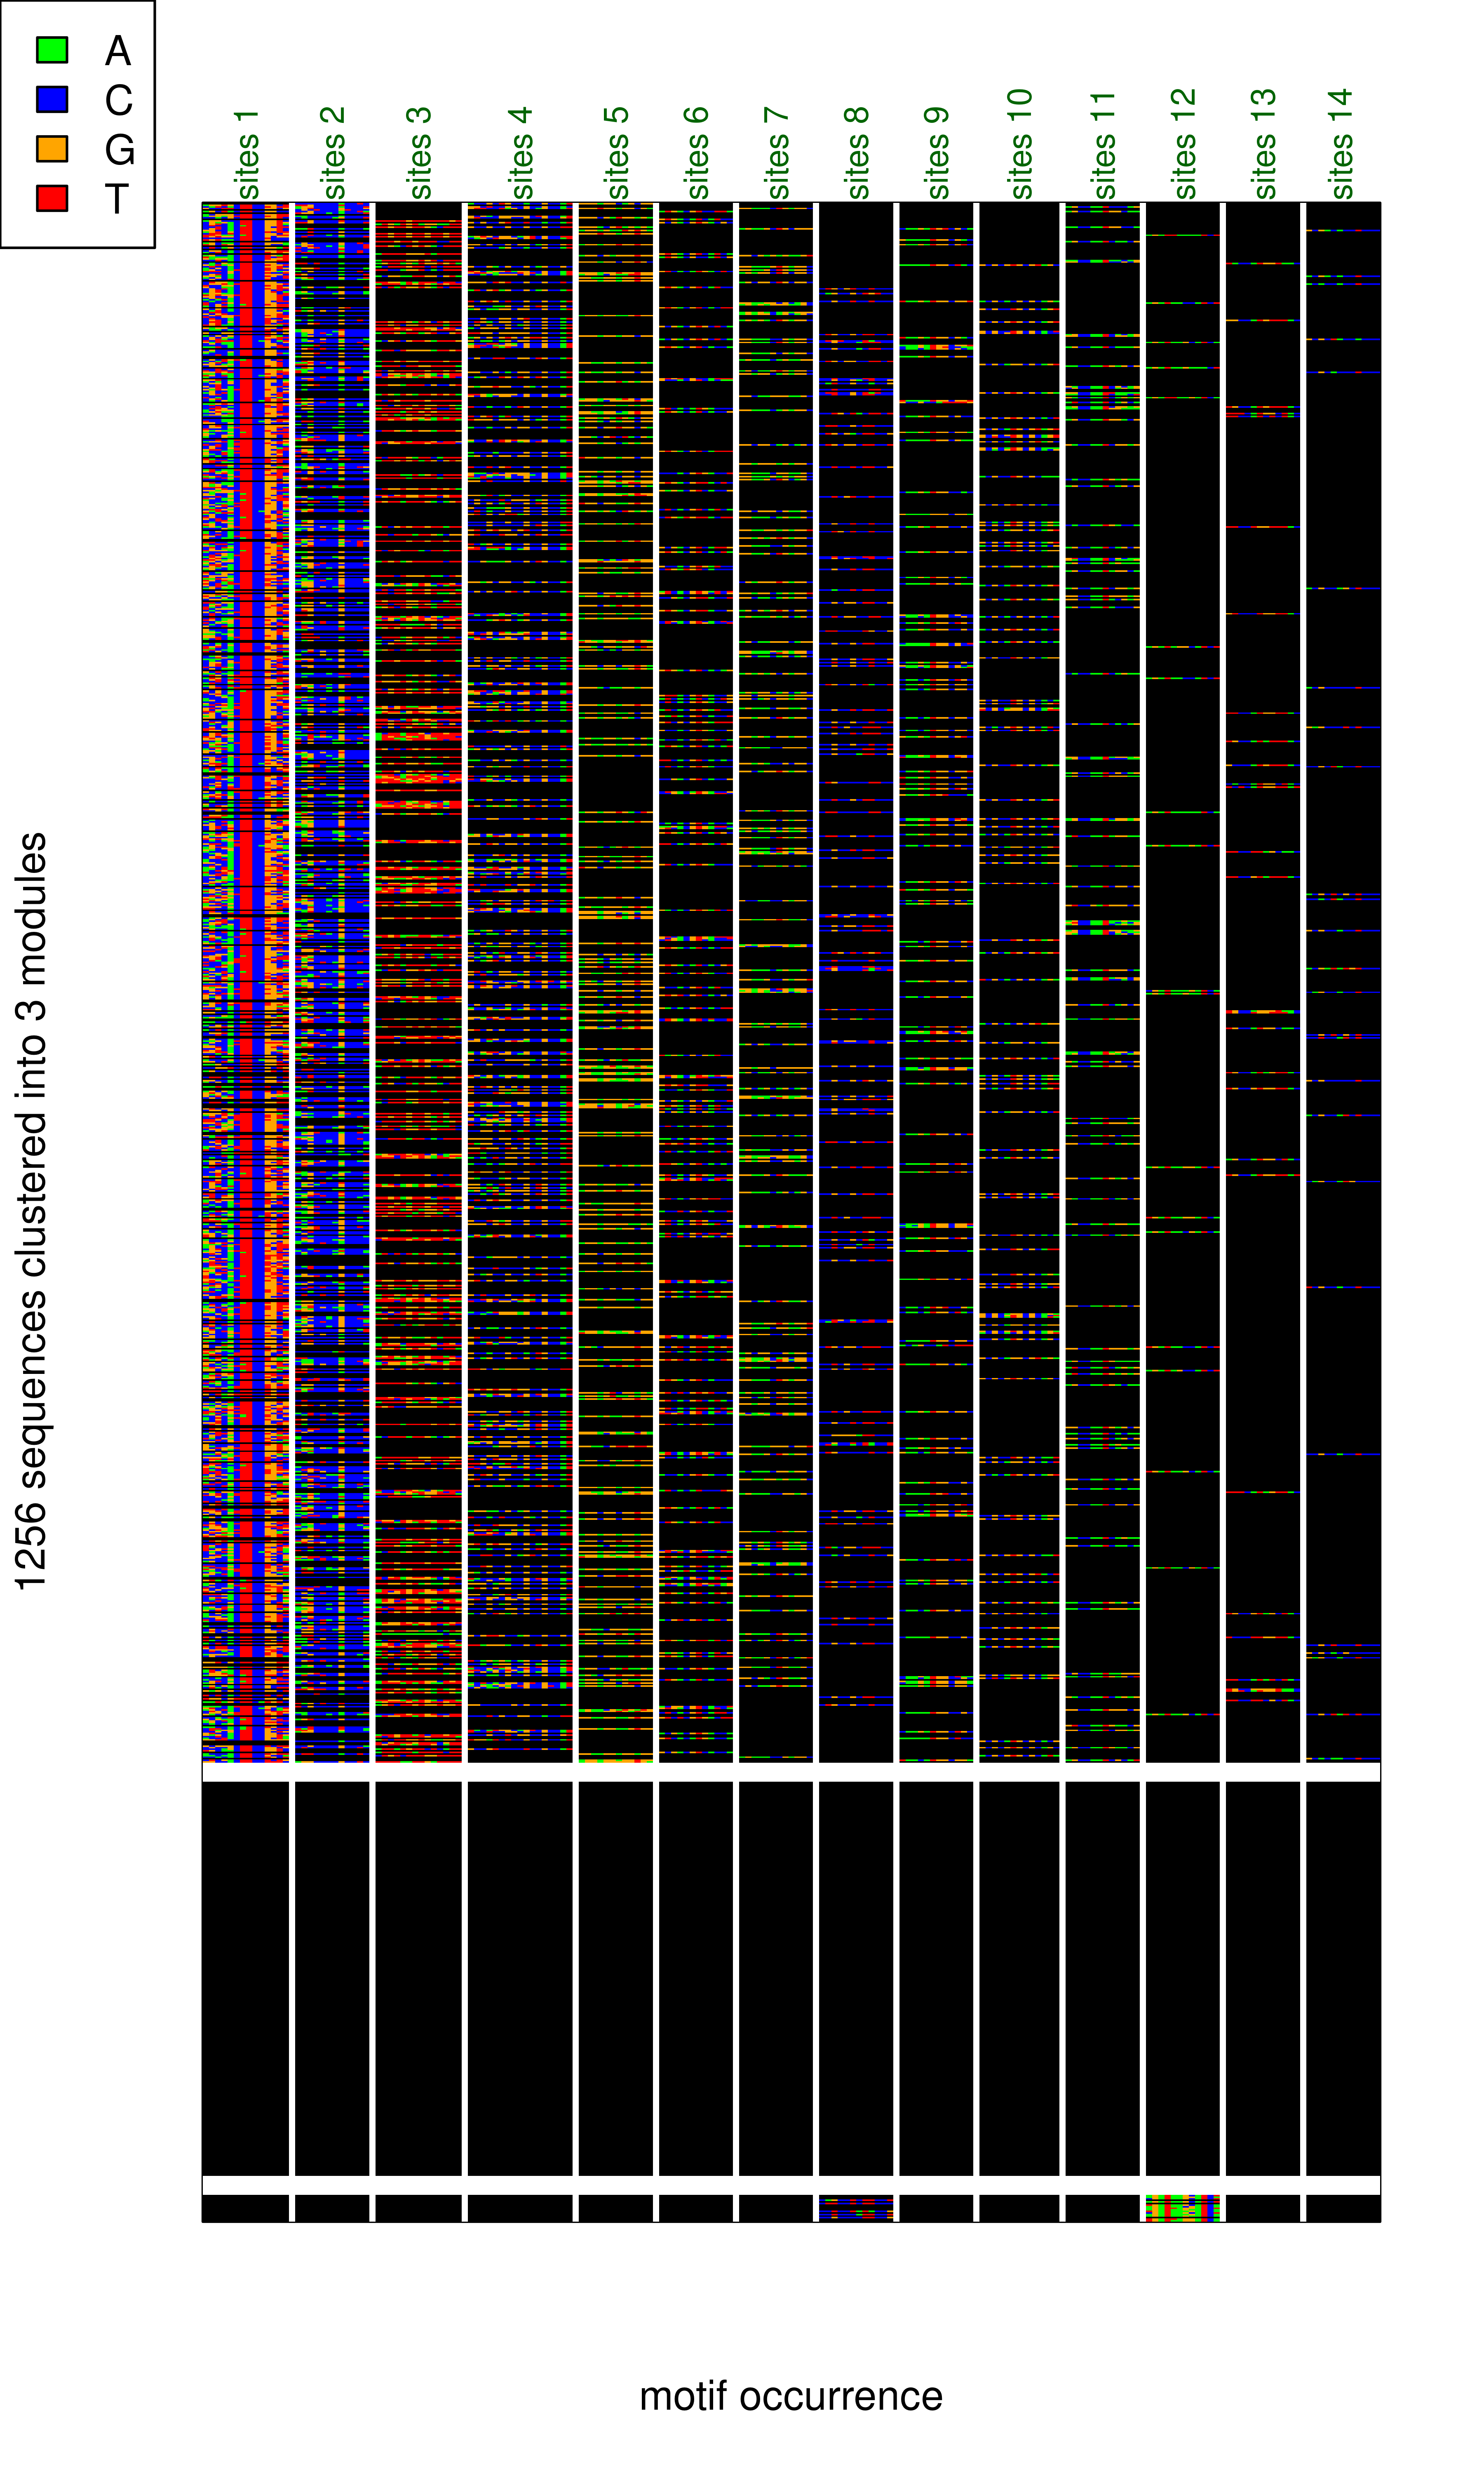 A
C
G
T
sites 1
sites 2
sites 3
sites 4
sites 5
sites 6
sites 7
sites 8
sites 9
sites 10
sites 11
sites 12
sites 13
sites 14
1256 sequences clustered into 3 modules
motif occurrence